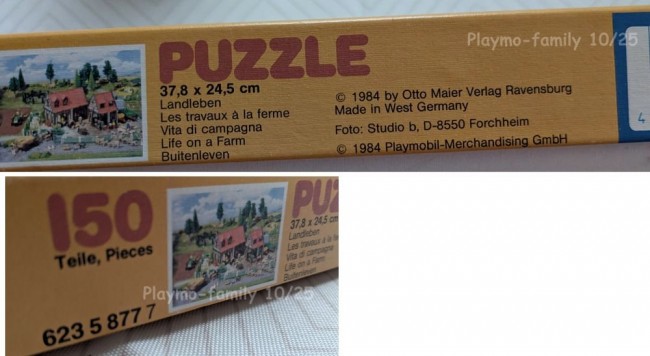 PUZZLE
37,8 x 24,5 cm
Landleben
Les travaux à la ferme
Vita di campagna
Life on a Farm
Buitenleven
© 1984 by Otto Maier Verlag Ravensburg
Made in West Germany
Foto: Studio b, D-8550 Forchheim
© 1984 Playmobil-Merchandising GmbH
Playmo-family 10/25
4
150
Teile, Pieces
623 5 877 7
PUZ
37,8 x 24,5 cm
Landleben
Les travaux à la fe
Vita di campagna
Life on a Farm
Buitenleven
Playmo-family 10/25